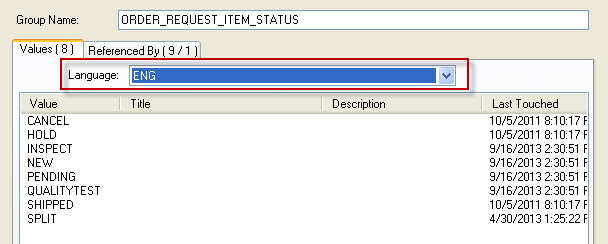 Group Name: ORDER_REQUEST_ITEM_STATUS
Values ( 8 ) Referenced By ( 9 / 1 )
Language: ENG
Value Title Description Last Touched
CANCEL 10/5/2011 8:10:17
HOLD 10/5/2011 8:10:17
INSPECT 9/16/2013 2:30:51
NEW 9/16/2013 2:30:51
PENDING 9/16/2013 2:30:51
QUALITYTEST 9/16/2013 2:30:51
SHIPPED 10/5/2011 8:10:17
SPLIT 4/30/2013 1:25:22